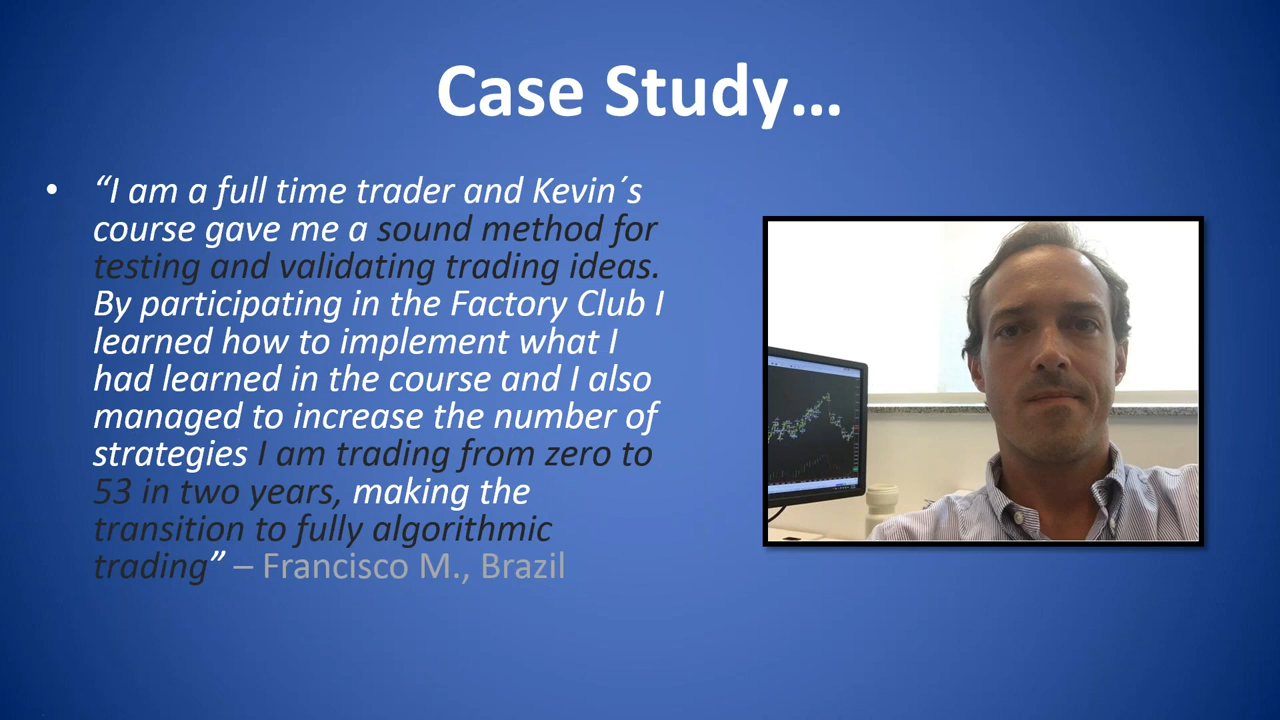 Case Study…
• “I am a full time trader and Kevin´s
course gave me a sound method for
testing and validating trading ideas.
By participating in the Factory Club I
learned how to implement what I
had learned in the course and I also
managed to increase the number of
strategies I am trading from zero to
53 in two years, making the
transition to fully algorithmic
trading” – Francisco M., Brazil